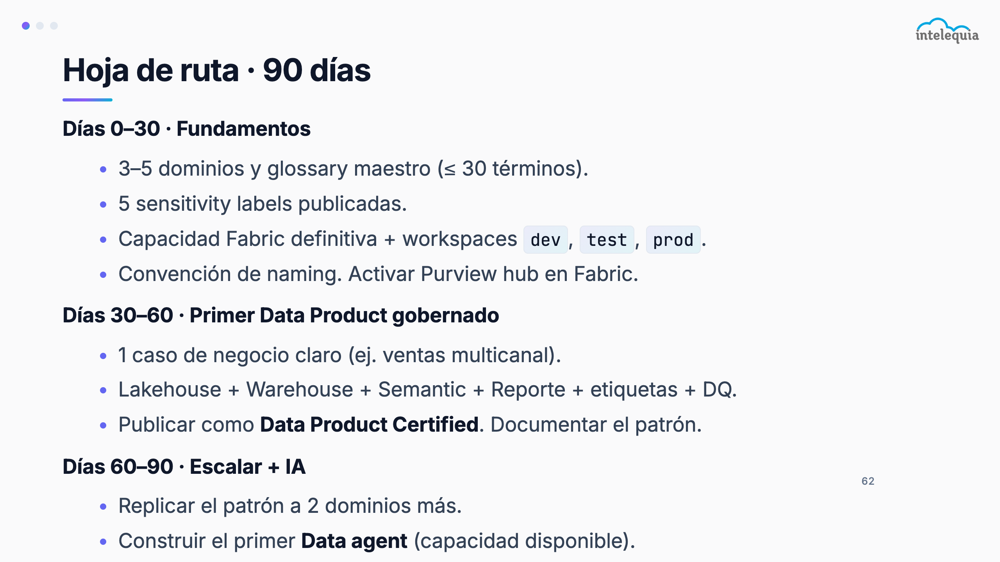 intelequia
Hoja de ruta · 90 días
Días 0–30 · Fundamentos
3–5 dominios y glossary maestro (≤ 30 términos).
5 sensitivity labels publicadas.
Capacidad Fabric definitiva + workspaces dev, test, prod.
Convención de naming. Activar Purview hub en Fabric.
Días 30–60 · Primer Data Product gobernado
1 caso de negocio claro (ej. ventas multicanal).
Lakehouse + Warehouse + Semantic + Reporte + etiquetas + DQ.
Publicar como Data Product Certified. Documentar el patrón.
Días 60–90 · Escalar + IA
62
Replicar el patrón a 2 dominios más.
Construir el primer Data agent (capacidad disponible).